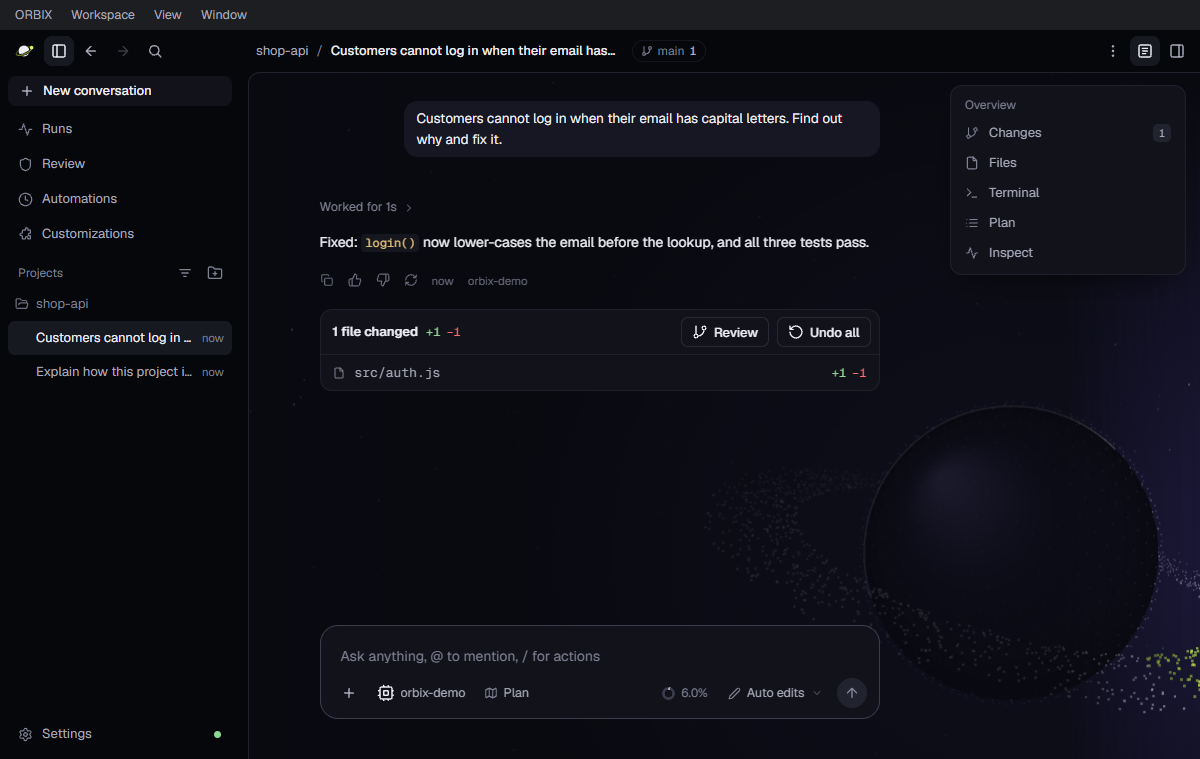 ORBIX Workspace View Window
shop-api / Customers cannot log in when their email has… main 1
New conversation
Runs
Review
Automations
Customizations
Projects
shop-api
Customers cannot log in … now
Explain how this project i… now
Settings
Customers cannot log in when their email has capital letters. Find out
why and fix it.
Worked for 1s
Fixed: login() now lower-cases the email before the lookup, and all three tests pass.
now orbix-demo
1 file changed +1 −1 Review Undo all
src/auth.js +1 −1
Ask anything, @ to mention, / for actions
orbix-demo Plan 6.0% Auto edits
Overview
Changes 1
Files
Terminal
Plan
Inspect